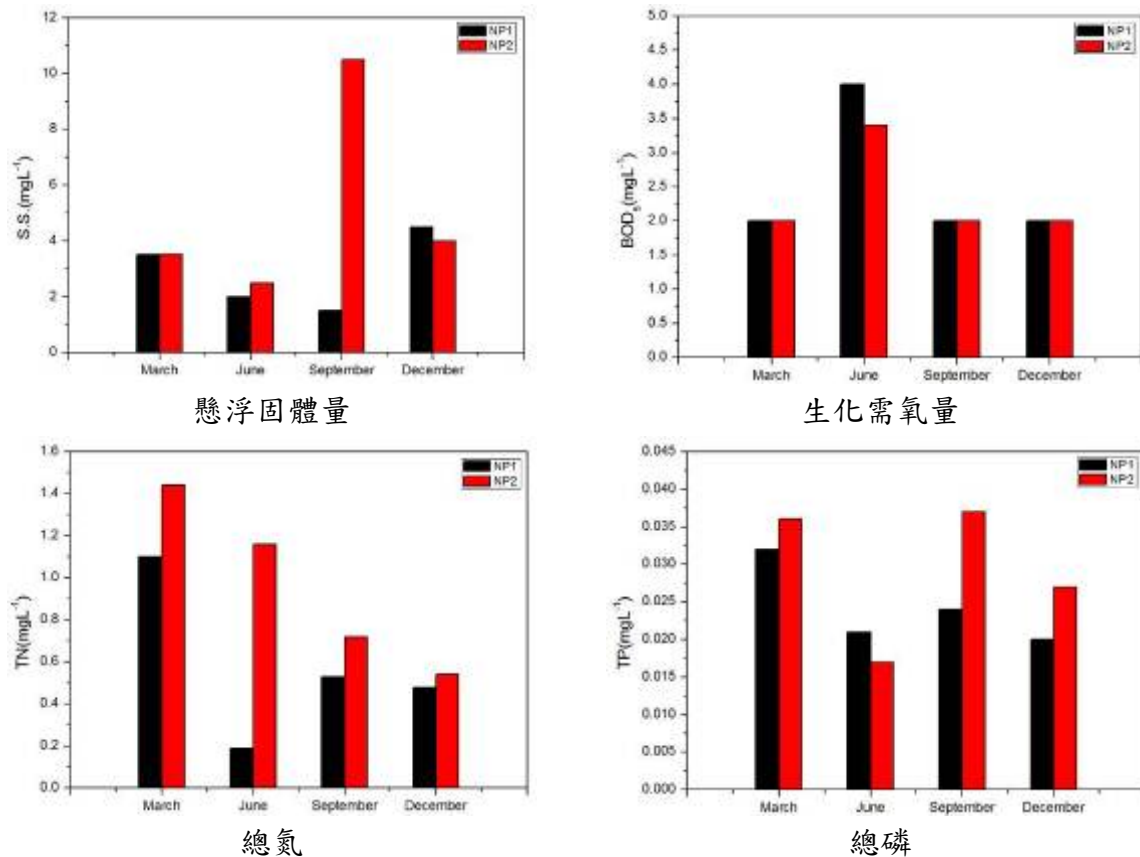 12
10
8
6
4
2
0
S.S.(mgL⁻¹)
NP1
NP2
March June September December
懸浮固體量
5.0
4.5
4.0
3.5
3.0
2.5
2.0
1.5
1.0
0.5
0.0
BOD₅(mgL⁻¹)
NP1
NP2
March June September December
生化需氧量
1.6
1.4
1.2
1.0
0.8
0.6
0.4
0.2
0.0
TN(mgL⁻¹)
NP1
NP2
March June September December
總氮
0.045
0.040
0.035
0.030
0.025
0.020
0.015
0.010
0.005
0.000
TP(mgL⁻¹)
NP1
NP2
March June September December
總磷